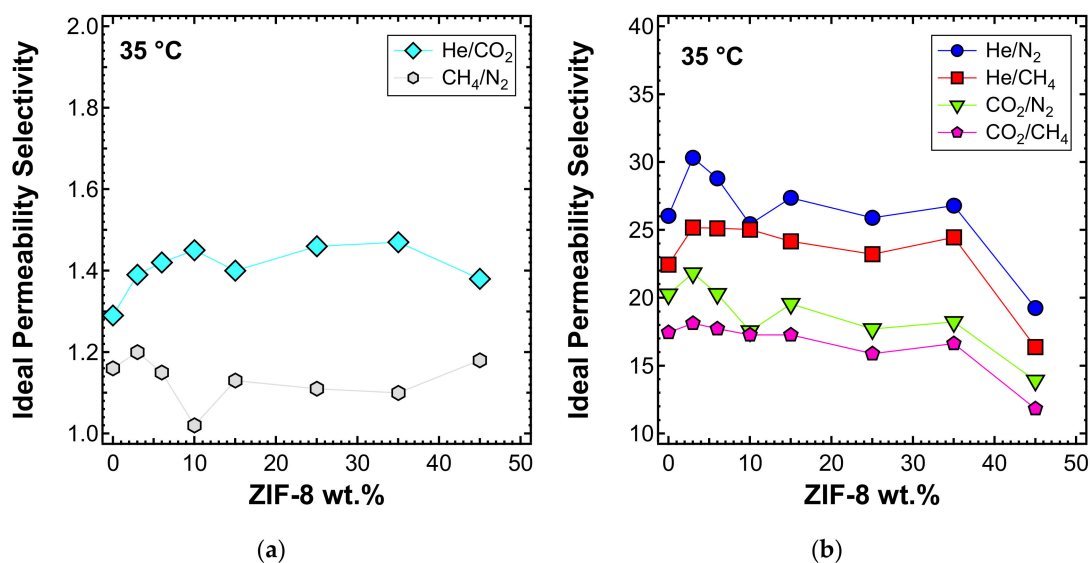 2.0
1.8
1.6
1.4
1.2
1.0
Ideal Permeability Selectivity
35 °C
He/CO₂
CH₄/N₂
0 10 20 30 40 50
ZIF-8 wt.%
(a)
40
35
30
25
20
15
10
Ideal Permeability Selectivity
35 °C
He/N₂
He/CH₄
CO₂/N₂
CO₂/CH₄
0 10 20 30 40 50
ZIF-8 wt.%
(b)